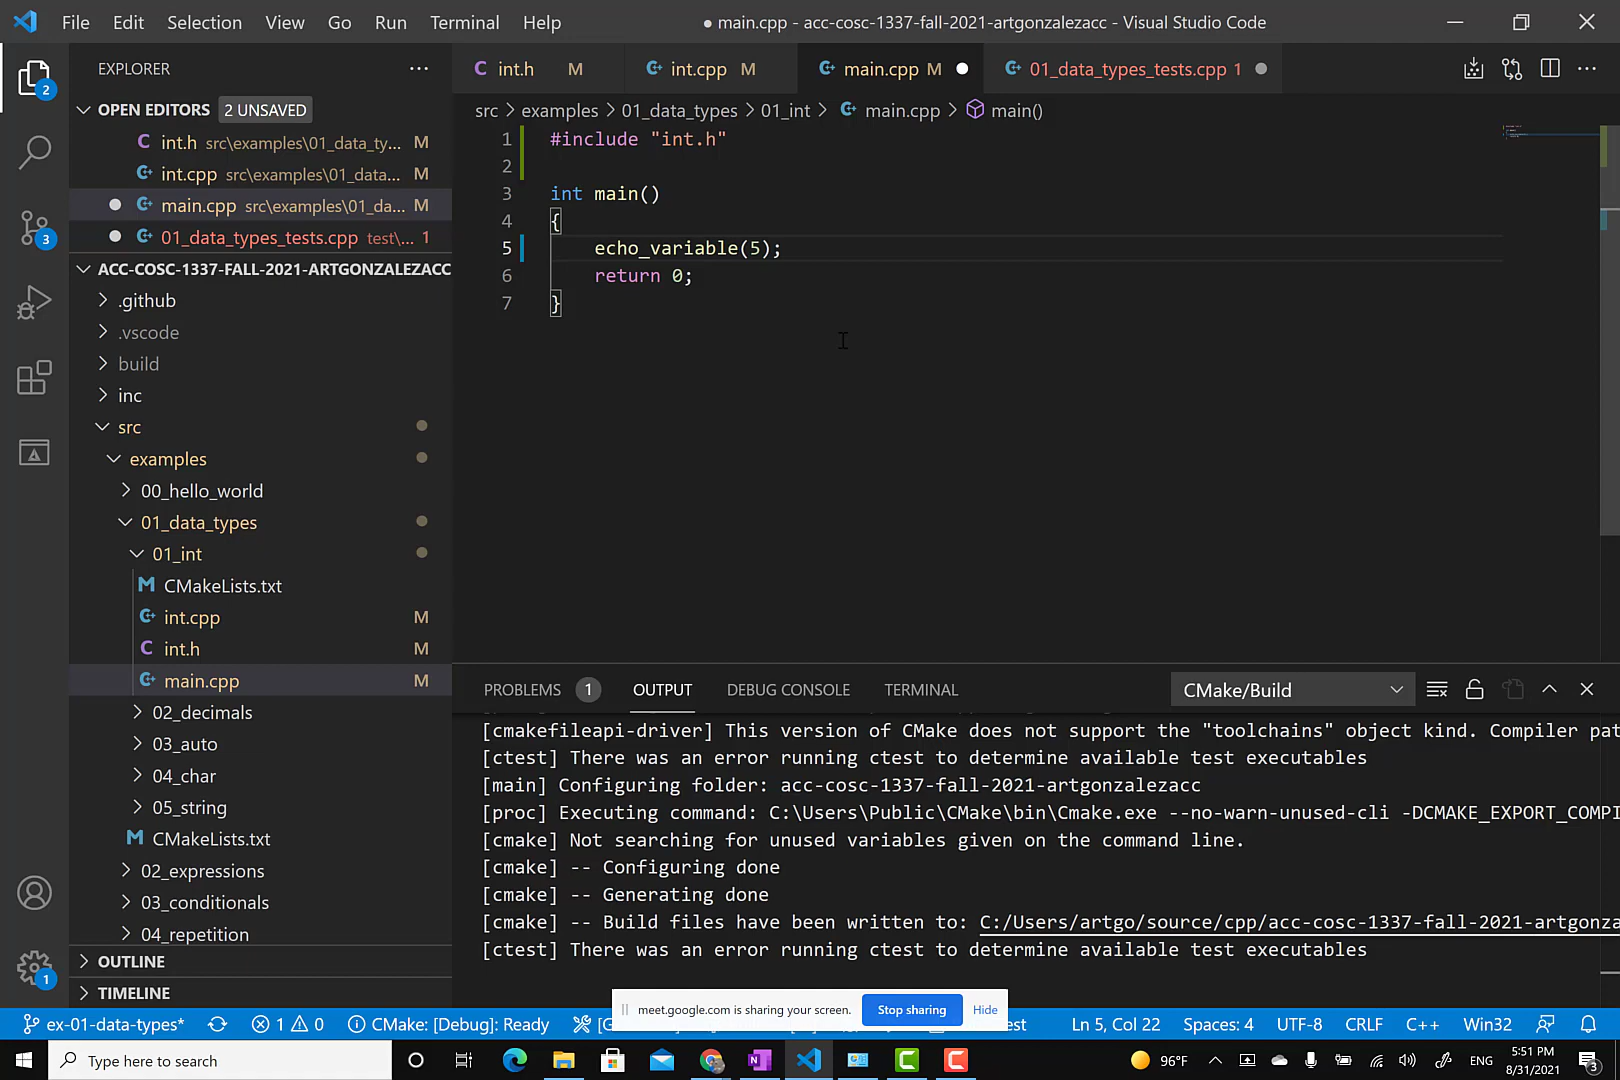 File Edit Selection View Go Run Terminal Help
● main.cpp - acc-cosc-1337-fall-2021-artgonzalezacc - Visual Studio Code
EXPLORER
int.h M
int.cpp M
main.cpp M
01_data_types_tests.cpp 1
OPEN EDITORS 2 UNSAVED
int.h src\examples\01_data_ty... M
int.cpp src\examples\01_data... M
main.cpp src\examples\01_da... M
01_data_types_tests.cpp test\... 1
ACC-COSC-1337-FALL-2021-ARTGONZALEZACC
.github
.vscode
build
inc
src
examples
00_hello_world
01_data_types
01_int
CMakeLists.txt
int.cpp M
int.h M
main.cpp M
02_decimals
03_auto
04_char
05_string
CMakeLists.txt
02_expressions
03_conditionals
04_repetition
OUTLINE
TIMELINE
src > examples > 01_data_types > 01_int > main.cpp > main()
1 #include "int.h"
2
3 int main()
4 {
5 echo_variable(5);
6 return 0;
7 }
PROBLEMS 1 OUTPUT DEBUG CONSOLE TERMINAL CMake/Build
[cmakefileapi-driver] This version of CMake does not support the "toolchains" object kind. Compiler pat
[ctest] There was an error running ctest to determine available test executables
[main] Configuring folder: acc-cosc-1337-fall-2021-artgonzalezacc
[proc] Executing command: C:\Users\Public\CMake\bin\Cmake.exe --no-warn-unused-cli -DCMAKE_EXPORT_COMPI
[cmake] Not searching for unused variables given on the command line.
[cmake] -- Configuring done
[cmake] -- Generating done
[cmake] -- Build files have been written to: C:/Users/artgo/source/cpp/acc-cosc-1337-fall-2021-artgonza
[ctest] There was an error running ctest to determine available test executables
meet.google.com is sharing your screen. Stop sharing Hide
2
3
1
ex-01-data-types* 1 0 CMake: [Debug]: Ready [G est Ln 5, Col 22 Spaces: 4 UTF-8 CRLF C++ Win32
Type here to search
96°F ENG 5:51 PM
8/31/2021
3